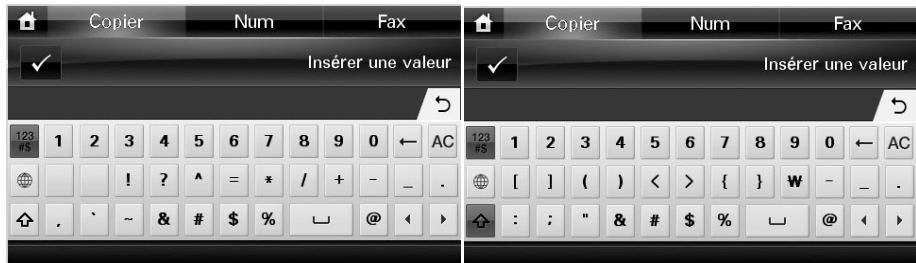 Copier Num Fax
Insérer une valeur
123 #$ 1 2 3 4 5 6 7 8 9 0 ← AC
! ? ^ = * / + - _ .
, ` ~ & # $ % @
Copier Num Fax
Insérer une valeur
123 #$ 1 2 3 4 5 6 7 8 9 0 ← AC
[ ] ( ) < > { } ₩ - _ .
: ; " & # $ % @